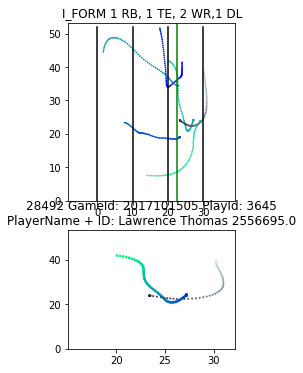 I_FORM 1 RB, 1 TE, 2 WR,1 DL
50
40
30
20
10
0
0 10 20 30
28492 GameId: 2017101505 PlayId: 3645
PlayerName + ID: Lawrence Thomas 2556695.0
40
20
0
20 25 30